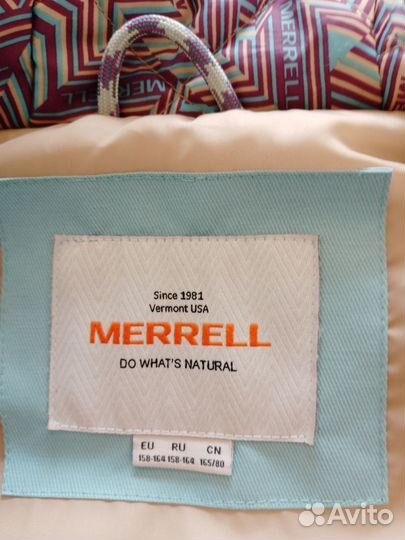 MERRELL
MERRELL
MERRELL
Since 1981
Vermont USA
MERRELL
DO WHAT'S NATURAL
EU RU CN
158-164 158-164 165/80
Avito